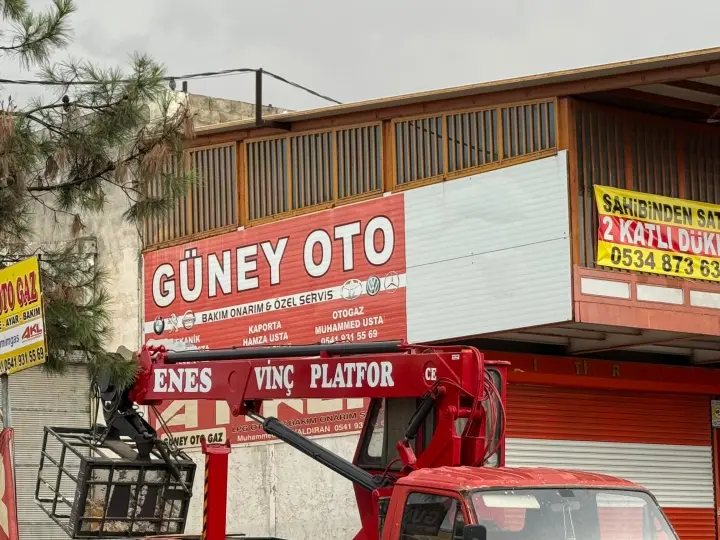 GÜNEY OTO
BAKIM ONARIM & ÖZEL SERVİS
KAPORTA
HAMZA USTA
OTOGAZ
MUHAMMED USTA
0541 931 55 69
SAHİBİNDEN SAT
2 KATLI DÜK
0534 873 63
OTO GAZ
AYAR - BAKIM
AKL
0541.931.55.69
ENES VİNÇ PLATFOR CE
GÜNEY OTO GAZ